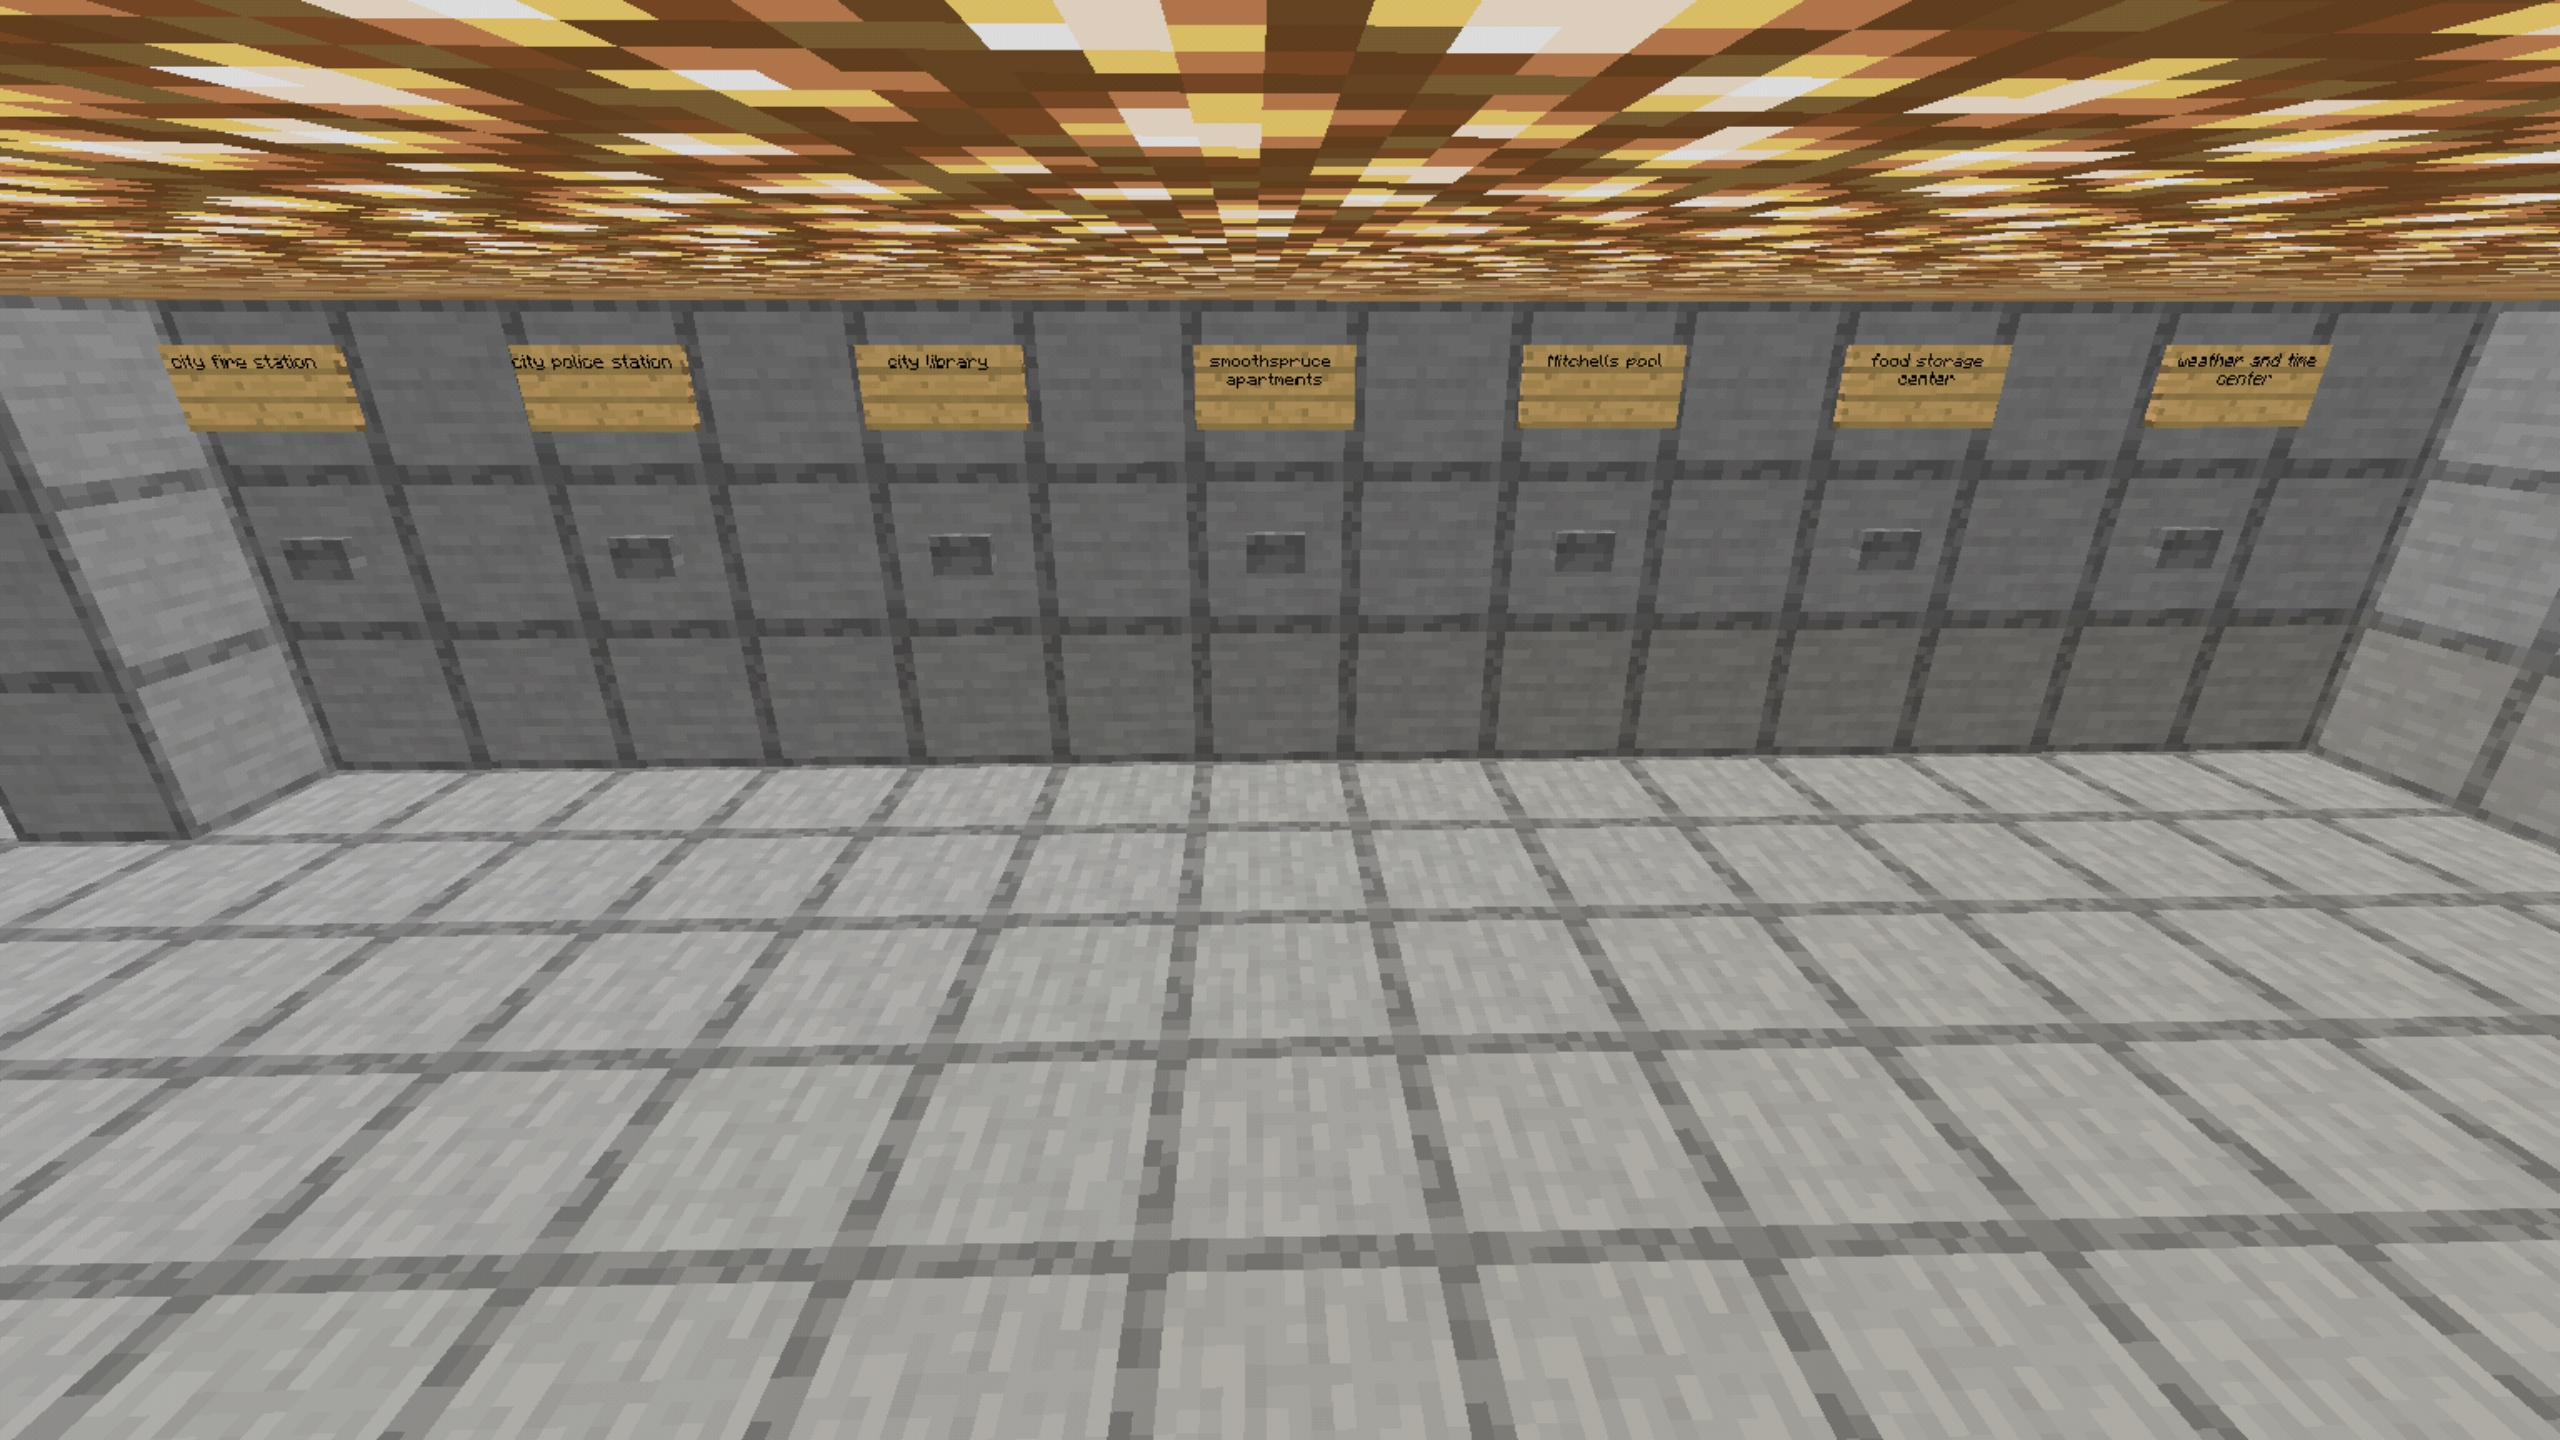 city fire station
city police station
city library
smoothspruce
apartments
Mitchells pool
food storage
center
weather and time
center